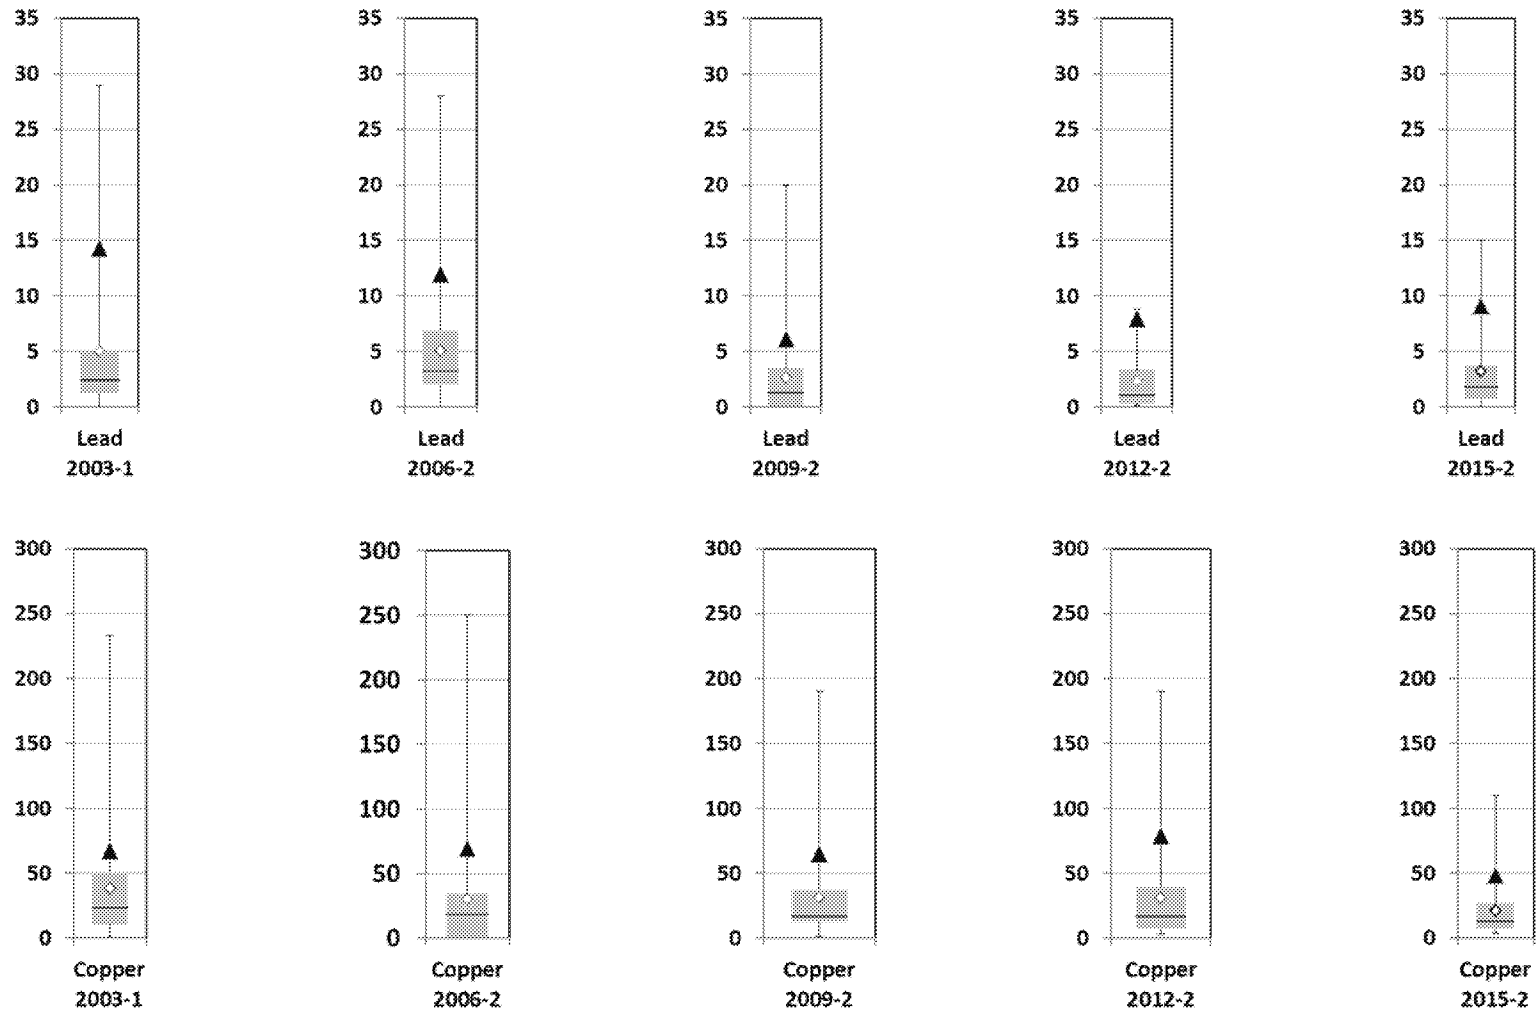 35 35 35 35 35
30 30 30 30 30
25 25 25 25 25
20 20 20 20 20
15 15 15 15 15
10 10 10 10 10
5 5 5 5 5
0 0 0 0 0
Lead Lead Lead Lead Lead
2003-1 2006-2 2009-2 2012-2 2015-2
300 300 300 300 300
250 250 250 250 250
200 200 200 200 200
150 150 150 150 150
100 100 100 100 100
50 50 50 50 50
0 0 0 0 0
Copper Copper Copper Copper Copper
2003-1 2006-2 2009-2 2012-2 2015-2